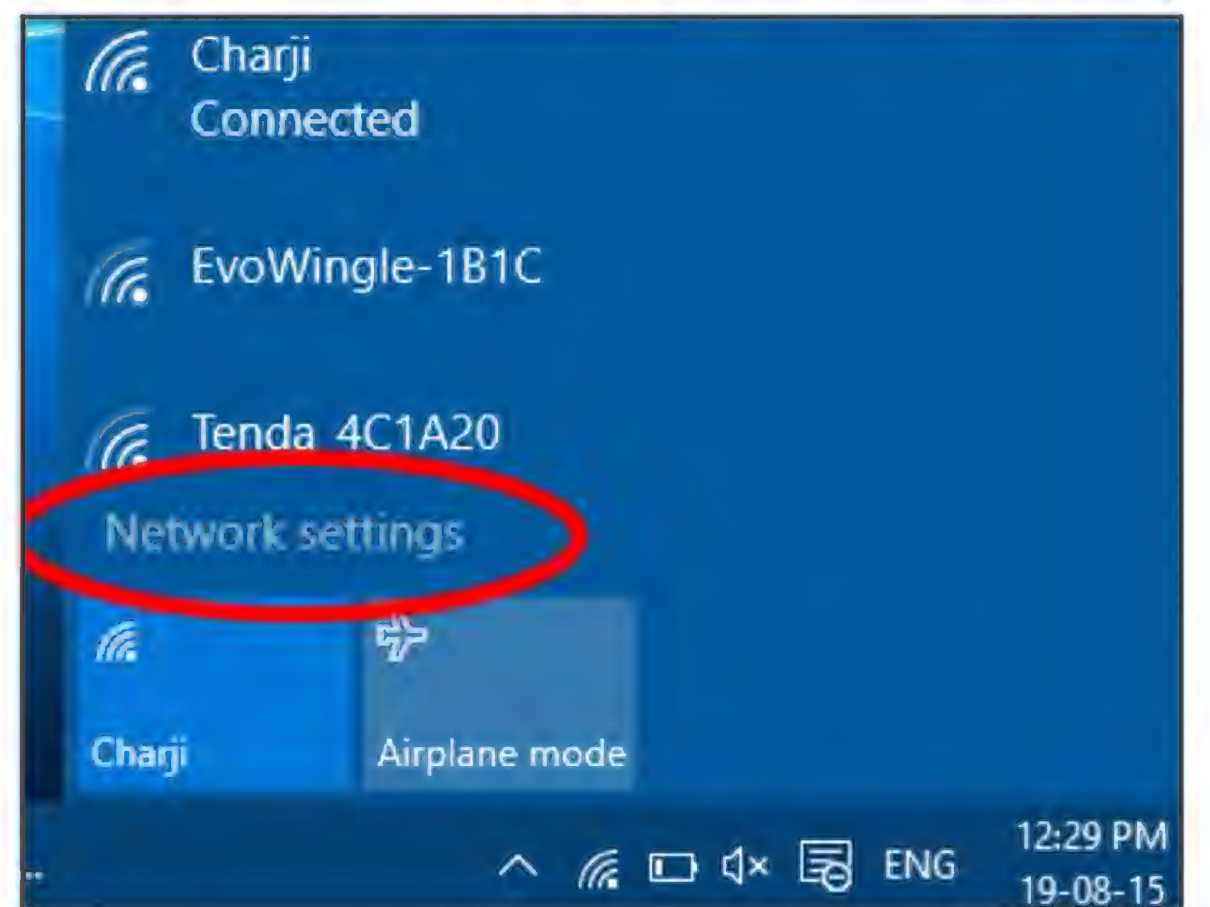 Charji
Connected
EvoWingle-1B1C
Tenda_4C1A20
Network settings
Charji
Airplane mode
ENG
12:29 PM
19-08-15